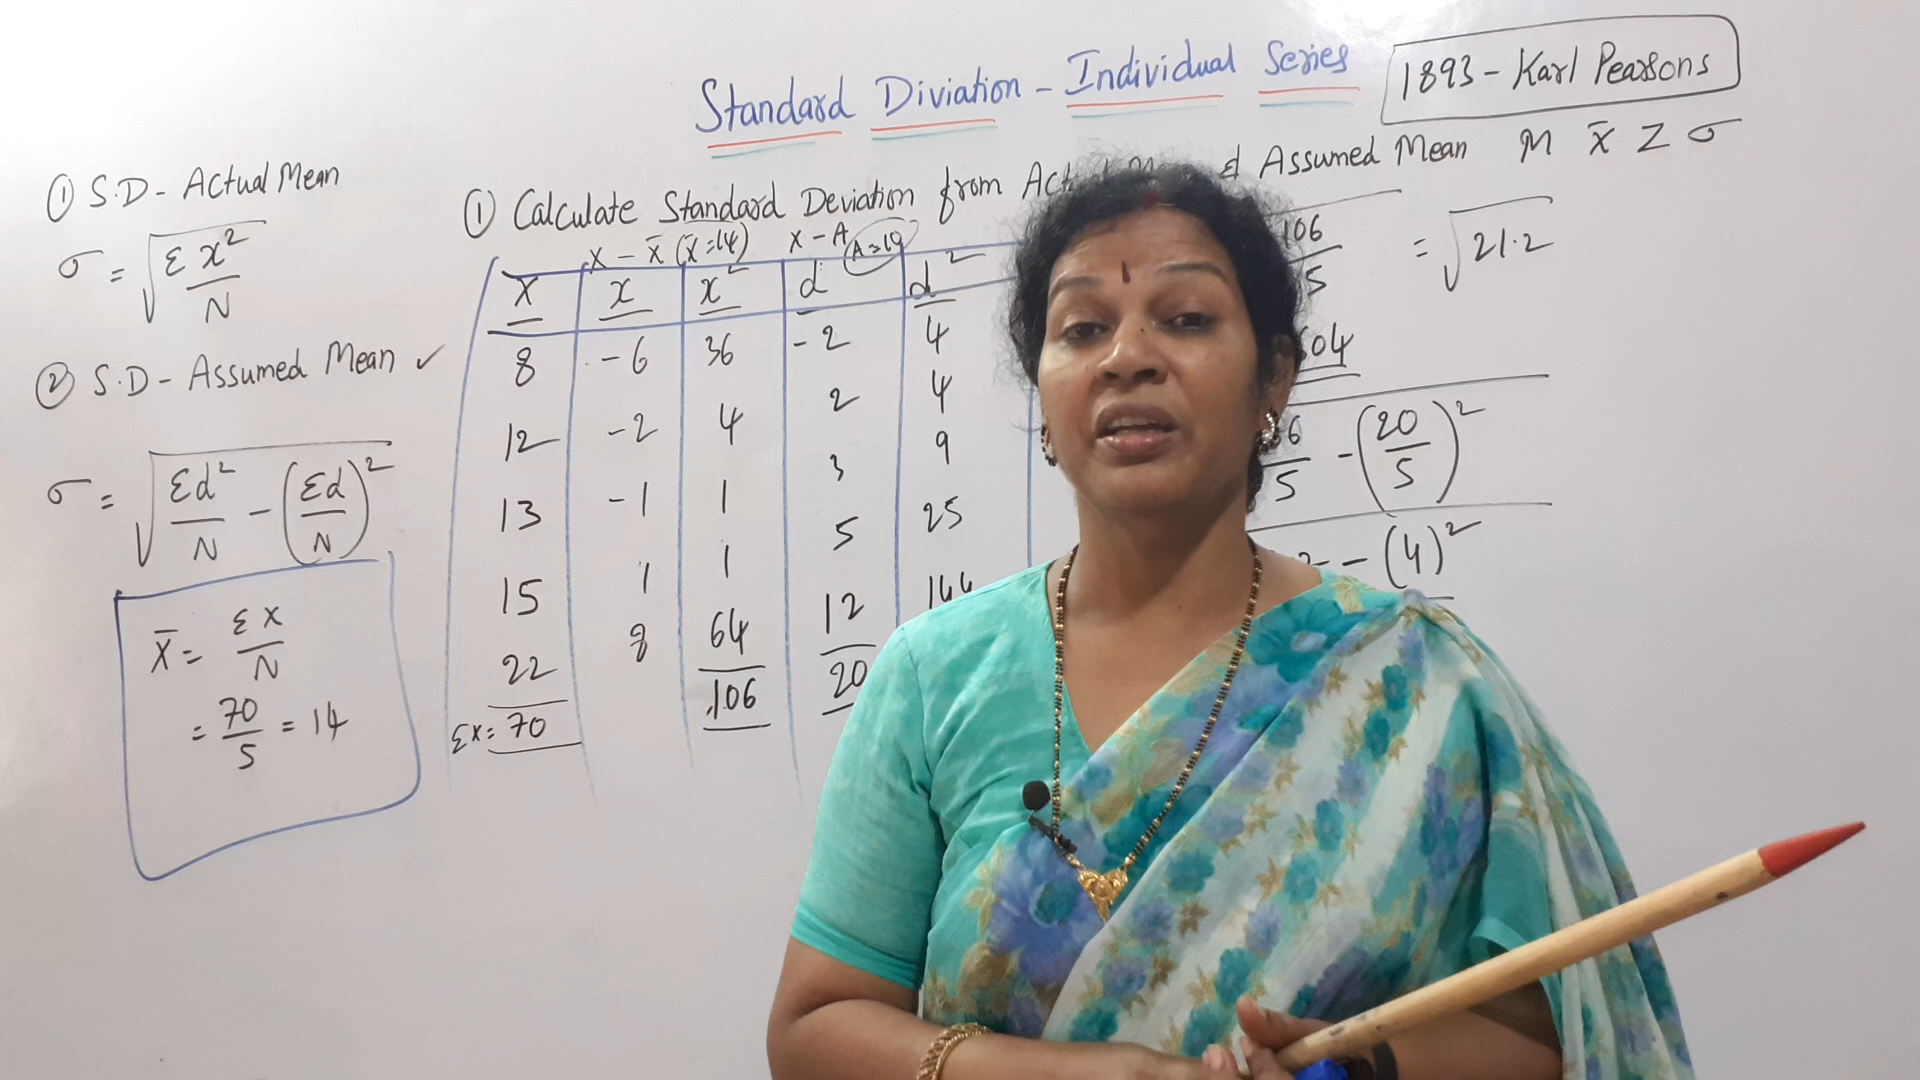 Standard Diviation - Individual Series
1893 - Karl Pearsons
M X̄ Z σ
① S.D - Actual Mean
σ = √(Σx²/N)
② S.D - Assumed Mean ✓
σ = √(Σd²/N - (Σd/N)²)
X̄ = ΣX/N
= 70/5 = 14
① Calculate Standard Deviation from & Assumed Mean
X - X̄ (X̄=14) X - A A=10
X x x² d d²
8 -6 36 -2 4
12 -2 4 2 4
13 -1 1 3 9
15 1 1 5 25
22 8 64 12 144
ΣX= 70 106 20
106/5 = √21.2
604
/5 - (20/5)²
- (4)²